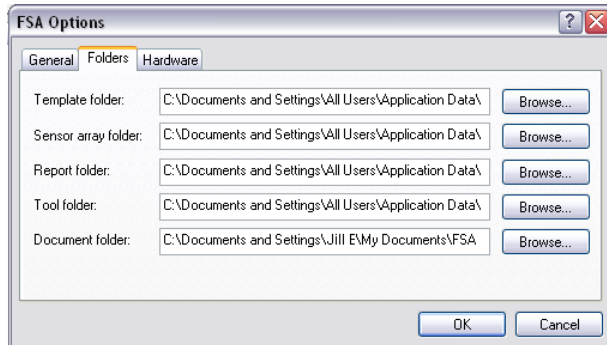 FSA Options
General Folders Hardware
Template folder: C:\Documents and Settings\All Users\Application Data\ Browse...
Sensor array folder: C:\Documents and Settings\All Users\Application Data\ Browse...
Report folder: C:\Documents and Settings\All Users\Application Data\ Browse...
Tool folder: C:\Documents and Settings\All Users\Application Data\ Browse...
Document folder: C:\Documents and Settings\Jill E\My Documents\FSA Browse...
OK Cancel